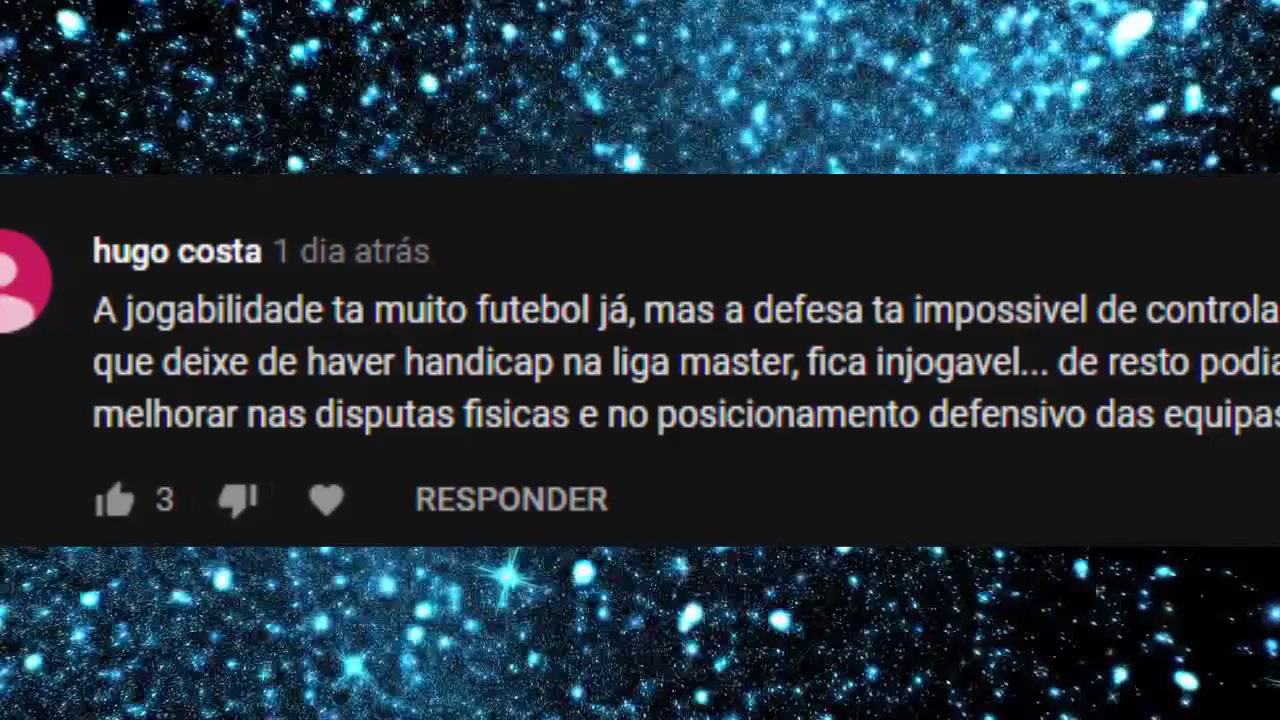 hugo costa 1 dia atrás
A jogabilidade ta muito futebol já, mas a defesa ta impossivel de controla
que deixe de haver handicap na liga master, fica injogavel... de resto podia
melhorar nas disputas fisicas e no posicionamento defensivo das equipas
3 RESPONDER